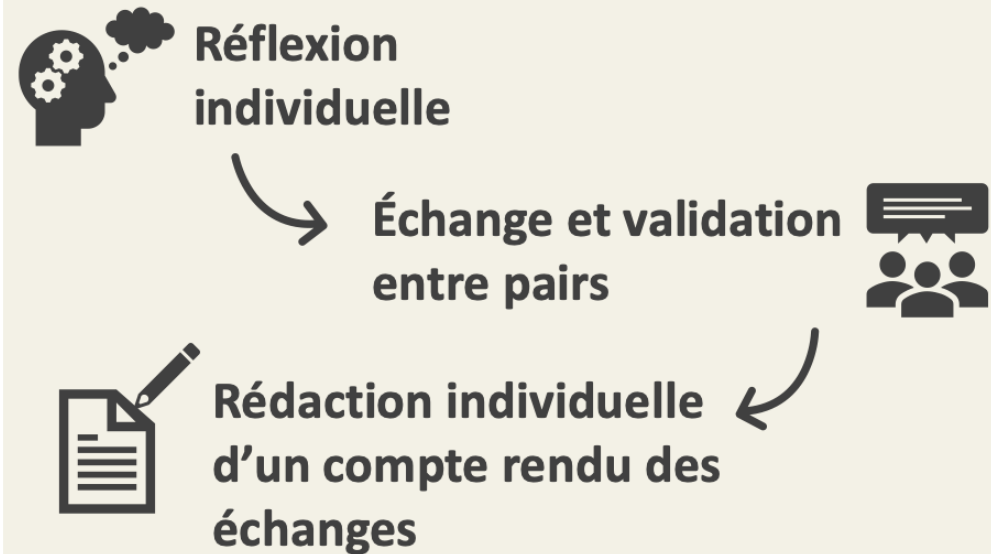 Réflexion
individuelle
Échange et validation
entre pairs
Rédaction individuelle
d’un compte rendu des
échanges